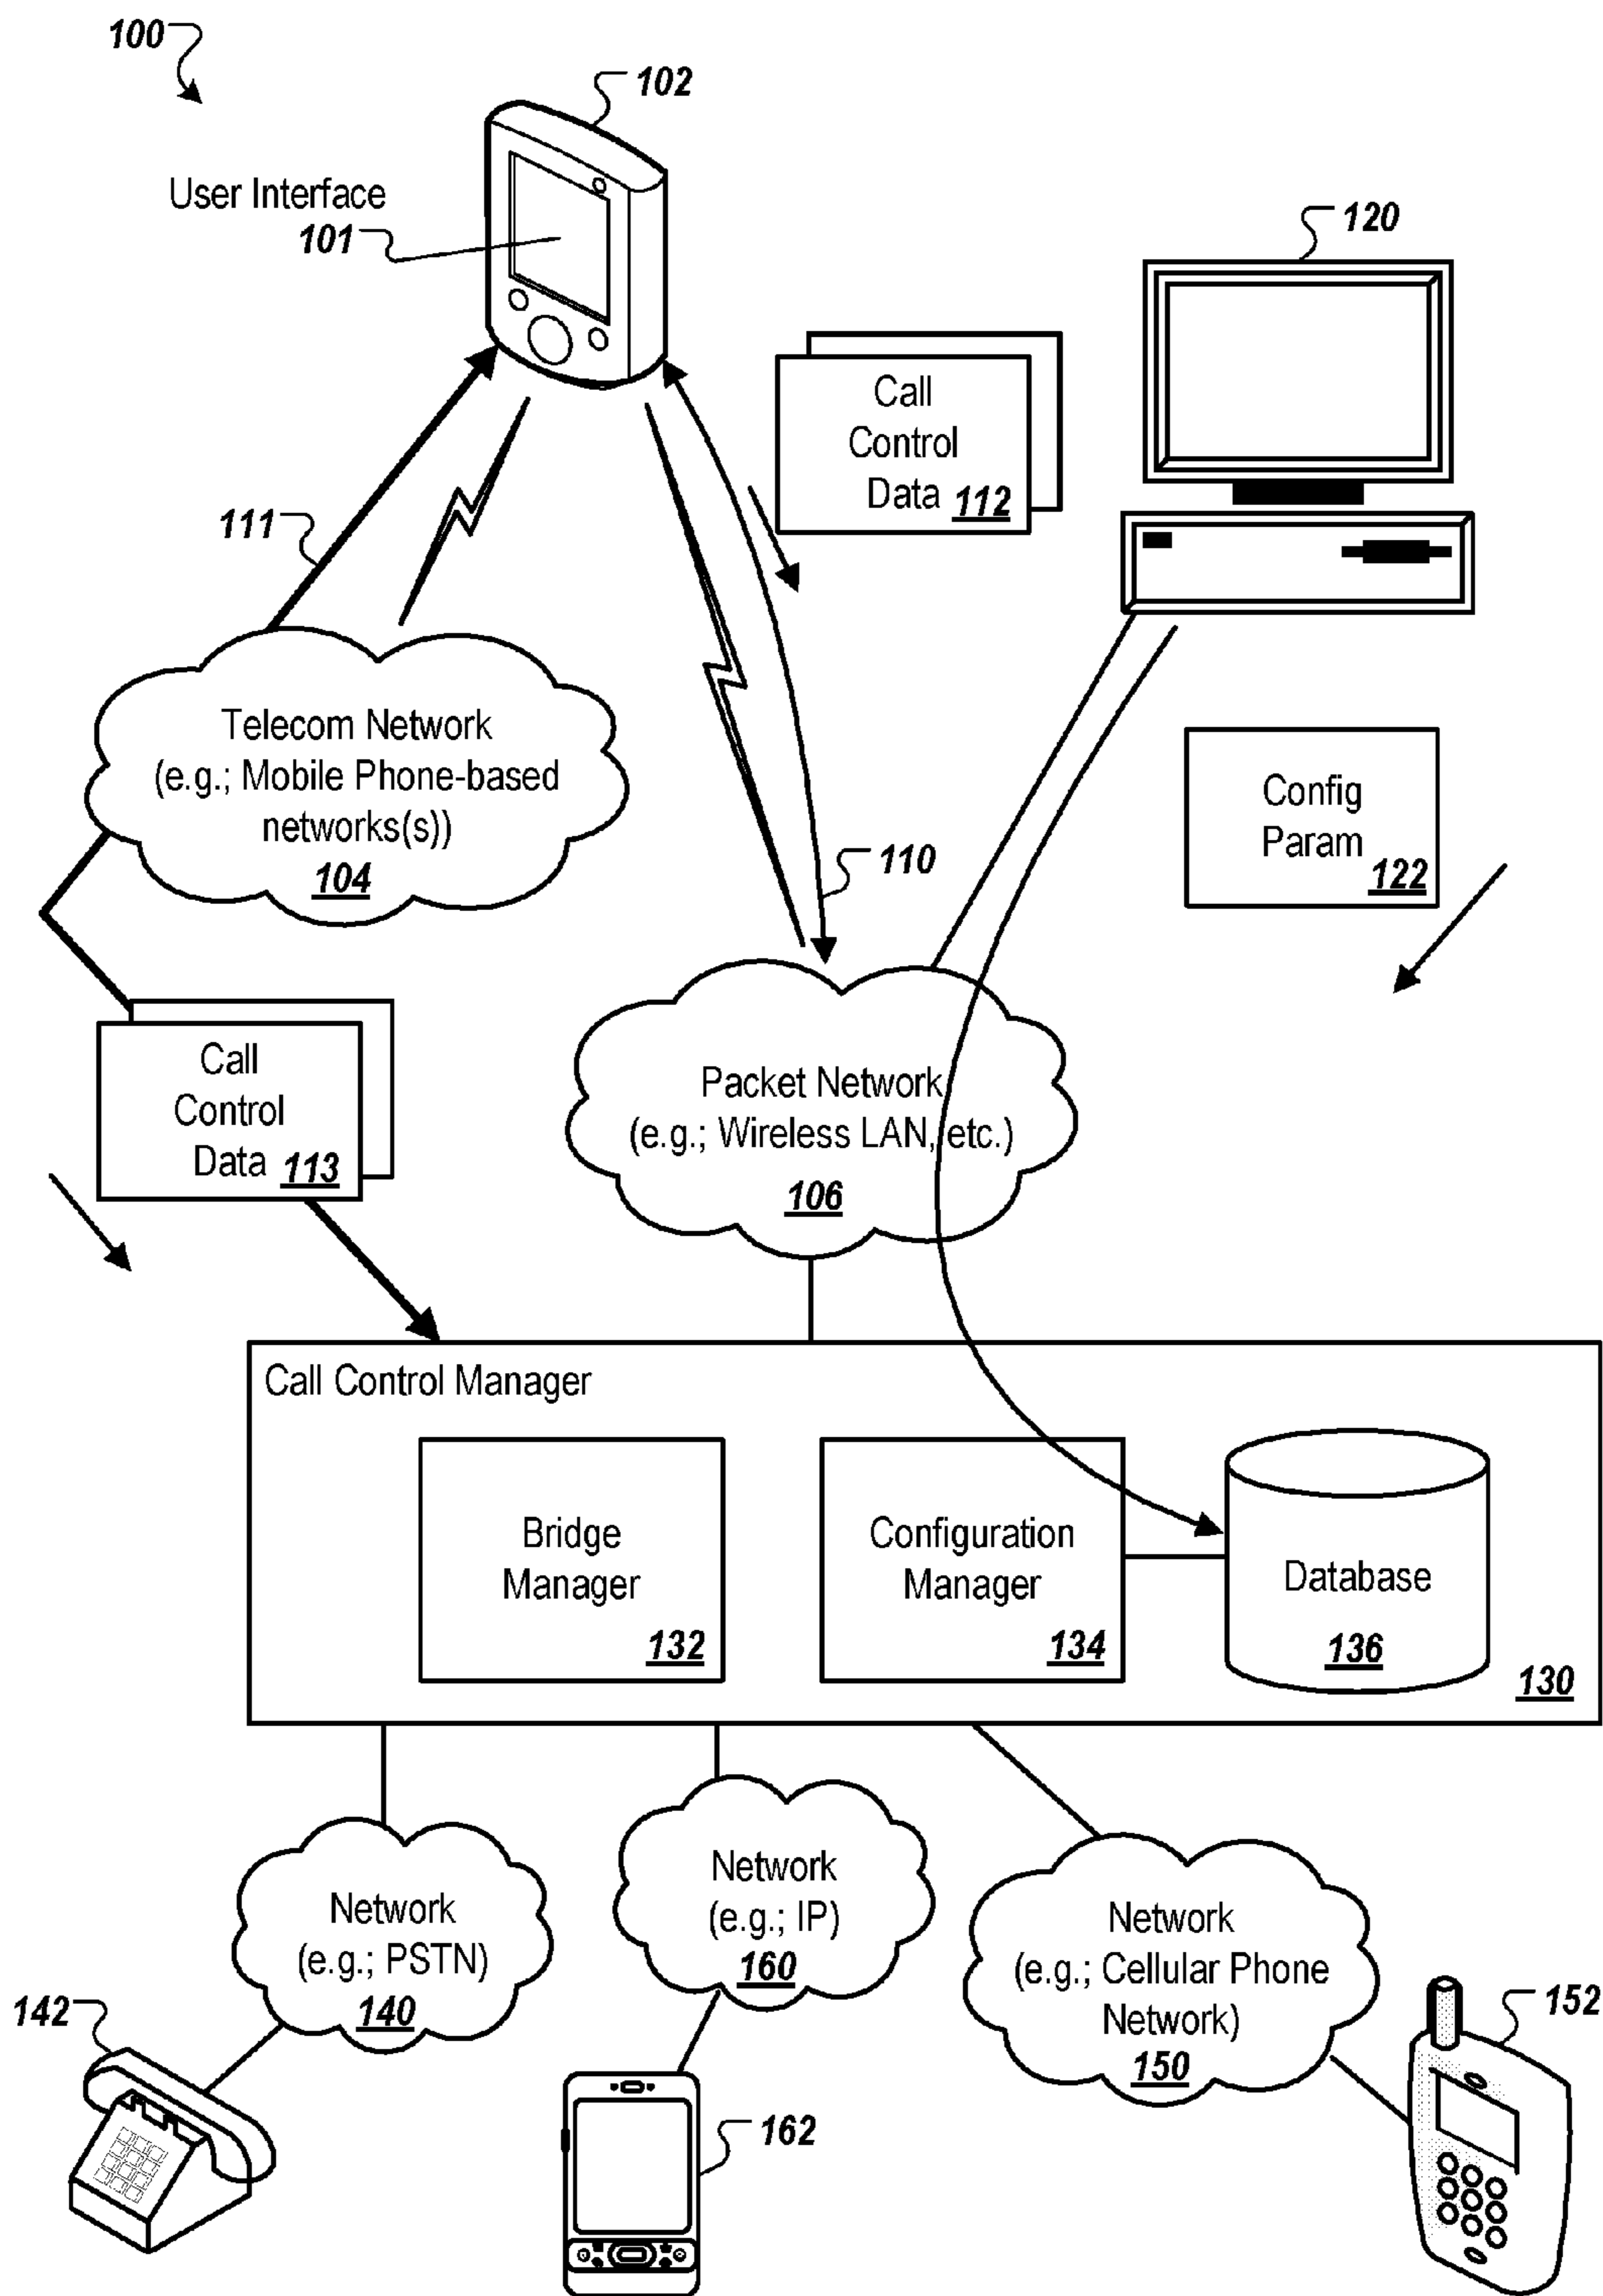 100
102
User Interface
101
120
Call
Control
Data 112
111
Telecom Network
(e.g.; Mobile Phone-based
networks(s))
104
Config
Param
122
110
Call
Control
Data 113
Packet Network
(e.g.; Wireless LAN, etc.)
106
Call Control Manager
Bridge
Manager
132
Configuration
Manager
134
Database
136
130
Network
(e.g.; PSTN)
140
Network
(e.g.; IP)
160
Network
(e.g.; Cellular Phone
Network)
150
142
162
152